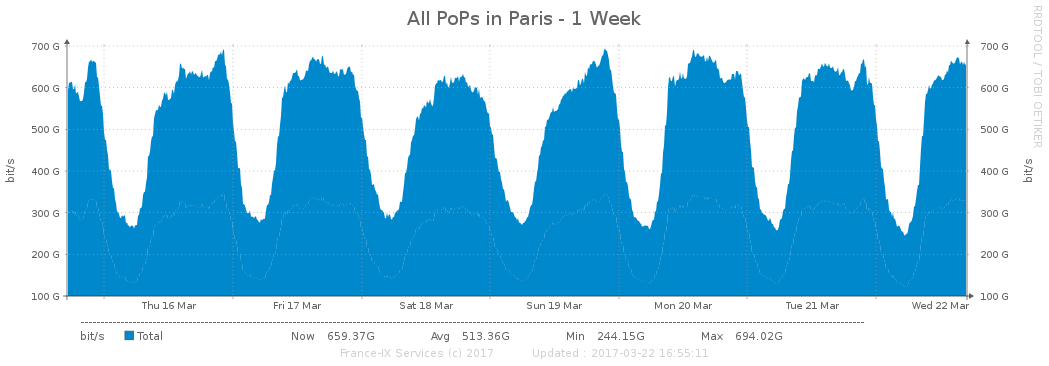 All PoPs in Paris - 1 Week
RRDTOOL / TOBI OETIKER
bit/s
700 G
600 G
500 G
400 G
300 G
200 G
100 G
700 G
600 G
500 G
400 G
300 G
200 G
100 G
bit/s
Thu 16 Mar Fri 17 Mar Sat 18 Mar Sun 19 Mar Mon 20 Mar Tue 21 Mar Wed 22 Mar
bit/s Total Now 659.37G Avg 513.36G Min 244.15G Max 694.02G
France-IX Services (c) 2017 Updated : 2017-03-22 16:55:11